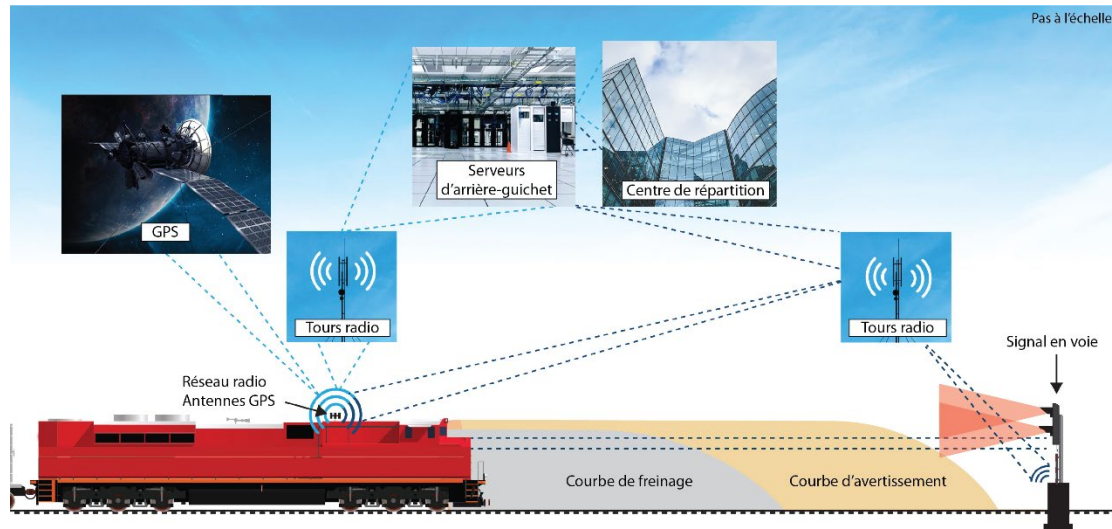 Pas à l'échelle
Serveurs
d'arrière-guichet
Centre de répartition
GPS
Tours radio
Tours radio
Signal en voie
Réseau radio
Antennes GPS
Courbe de freinage
Courbe d'avertissement